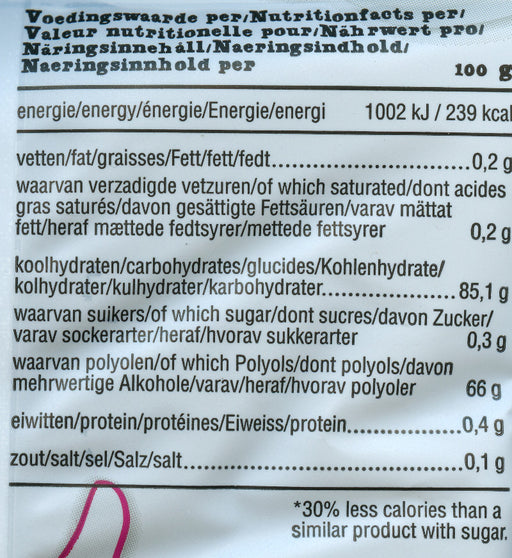 Voedingswaarde per/Nutritionfacts per/
Valeur nutritionelle pour/Nährwert pro/
Näringsinnehåll/Naeringsindhold/
Naeringsinnhold per
100 g
energie/energy/énergie/Energie/energi 1002 kJ / 239 kcal
vetten/fat/graisses/Fett/fett/fedt..........................0,2 g
waarvan verzadigde vetzuren/of which saturated/dont acides
gras saturés/davon gesättigte Fettsäuren/varav mättat
fett/heraf mættede fedtsyrer/mettede fettsyrer 0,2 g
koolhydraten/carbohydrates/glucides/Kohlenhydrate/
kolhydrater/kulhydrater/karbohydrater.................... 85,1 g
waarvan suikers/of which sugar/dont sucres/davon Zucker/
varav sockerarter/heraf/hvorav sukkerarter 0,3 g
waarvan polyolen/of which Polyols/dont polyols/davon
mehrwertige Alkohole/varav/heraf/hvorav polyoler 66 g
eiwitten/protein/protéines/Eiweiss/protein.................0,4 g
zout/salt/sel/Salz/salt.......................................0,1 g
*30% less calories than a
similar product with sugar.